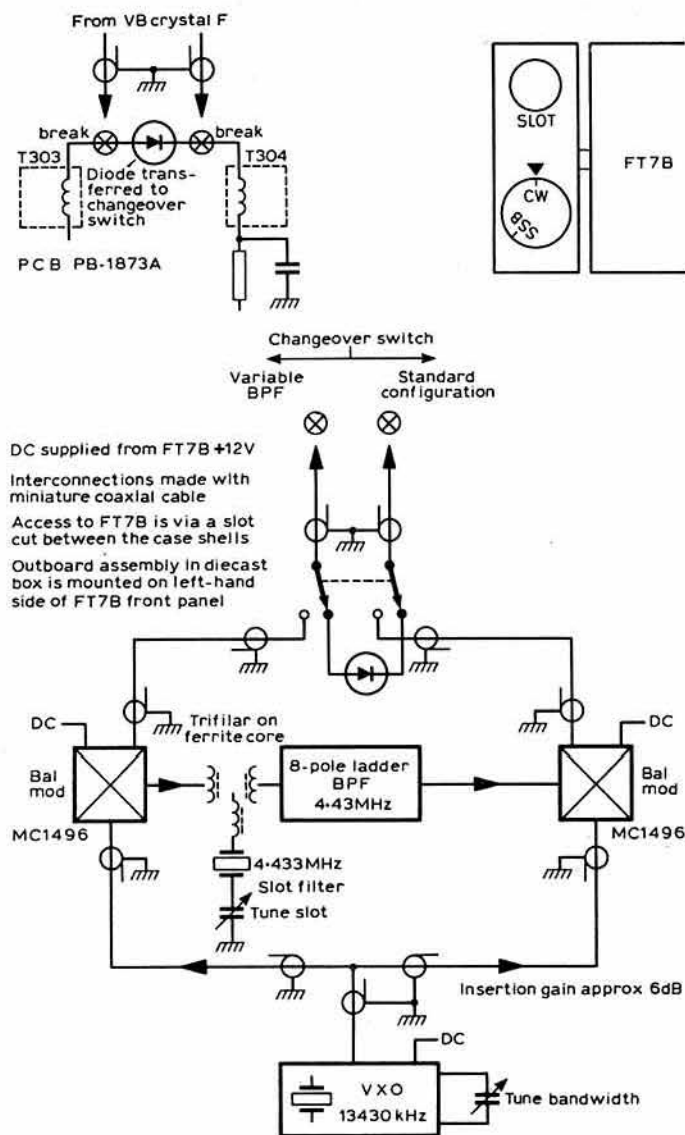 From VB crystal F
break
break
T303
T304
Diode trans-
ferred to
changeover
switch
PCB PB-1873A
SLOT
CW
SSB
FT7B
Changeover switch
Variable
BPF
Standard
configuration
DC supplied from FT7B +12V
Interconnections made with
miniature coaxial cable
Access to FT7B is via a slot
cut between the case shells
Outboard assembly in diecast
box is mounted on left-hand
side of FT7B front panel
DC
Trifilar on
ferrite core
DC
Bal
mod
8-pole ladder
BPF
4·43MHz
Bal
mod
MC1496
MC1496
4·433MHz
Slot filter
Tune slot
Insertion gain approx 6dB
DC
VXO
13430kHz
Tune bandwidth